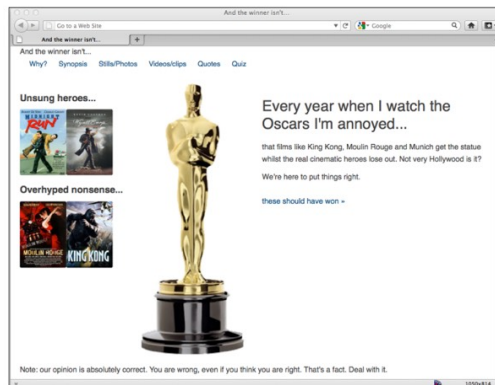 And the winner isn't...
Go to a Web Site
Google
And the winner isn't...
And the winner isn't...
Why? Synopsis Stills/Photos Videos/clips Quotes Quiz
Unsung heroes...
MIDNIGHT
RUN
Overhyped nonsense...
MOULIN ROUGE
KING KONG
Every year when I watch the
Oscars I'm annoyed...
that films like King Kong, Moulin Rouge and Munich get the statue
whilst the real cinematic heroes lose out. Not very Hollywood is it?
We're here to put things right.
these should have won »
Note: our opinion is absolutely correct. You are wrong, even if you think you are right. That's a fact. Deal with it.
1050x814